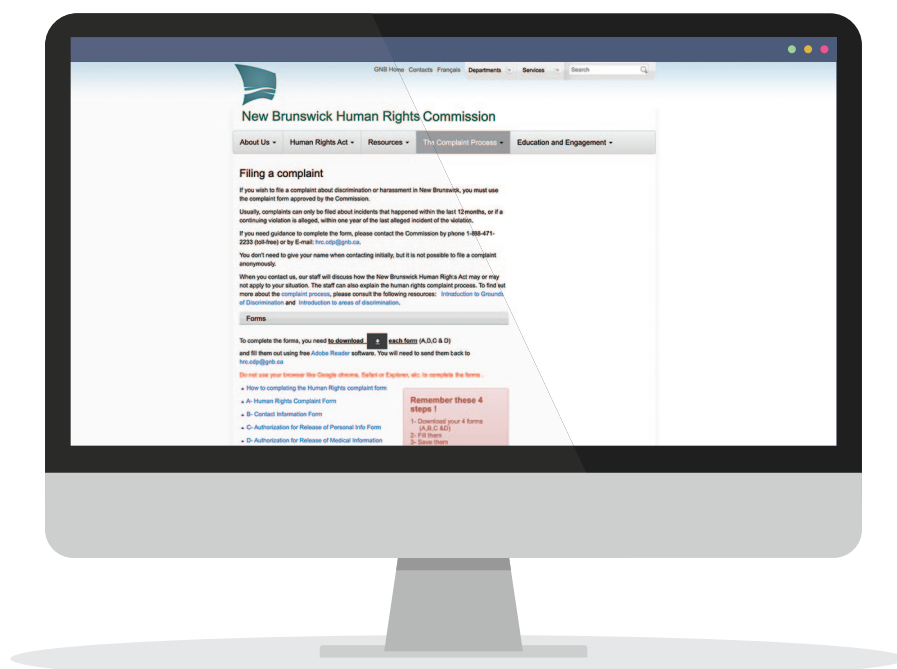 GNB Home Contacts Français Departments Services Search
New Brunswick Human Rights Commission
About Us Human Rights Act Resources The Complaint Process Education and Engagement
Filing a complaint
If you wish to file a complaint about discrimination or harassment in New Brunswick, you must use
the complaint form approved by the Commission.
Usually, complaints can only be filed about incidents that happened within the last 12 months, or if a
continuing violation is alleged, within one year of the last alleged incident of the violation.
If you need guidance to complete the form, please contact the Commission by phone 1-888-471-
2233 (toll-free) or by E-mail: hrc.cdp@gnb.ca.
You don't need to give your name when contacting initially, but it is not possible to file a complaint
anonymously.
When you contact us, our staff will discuss how the New Brunswick Human Rights Act may or may
not apply to your situation. The staff can also explain the human rights complaint process. To find out
more about the complaint process, please consult the following resources: Introduction to Grounds
of Discrimination and Introduction to areas of discrimination.
Forms
To complete the forms, you need to download each form (A,D,C & D)
and fill them out using free Adobe Reader software. You will need to send them back to
hrc.cdp@gnb.ca
Do not use your browser like Google chrome, Safari or Explorer, etc. to complete the forms .
How to completing the Human Rights complaint form
A- Human Rights Complaint Form
B- Contact Information Form
C- Authorization for Release of Personal Info Form
D- Authorization for Release of Medical Information
Remember these 4
steps !
1- Download your 4 forms
(A,B,C &D)
2- Fill them
3- Save them